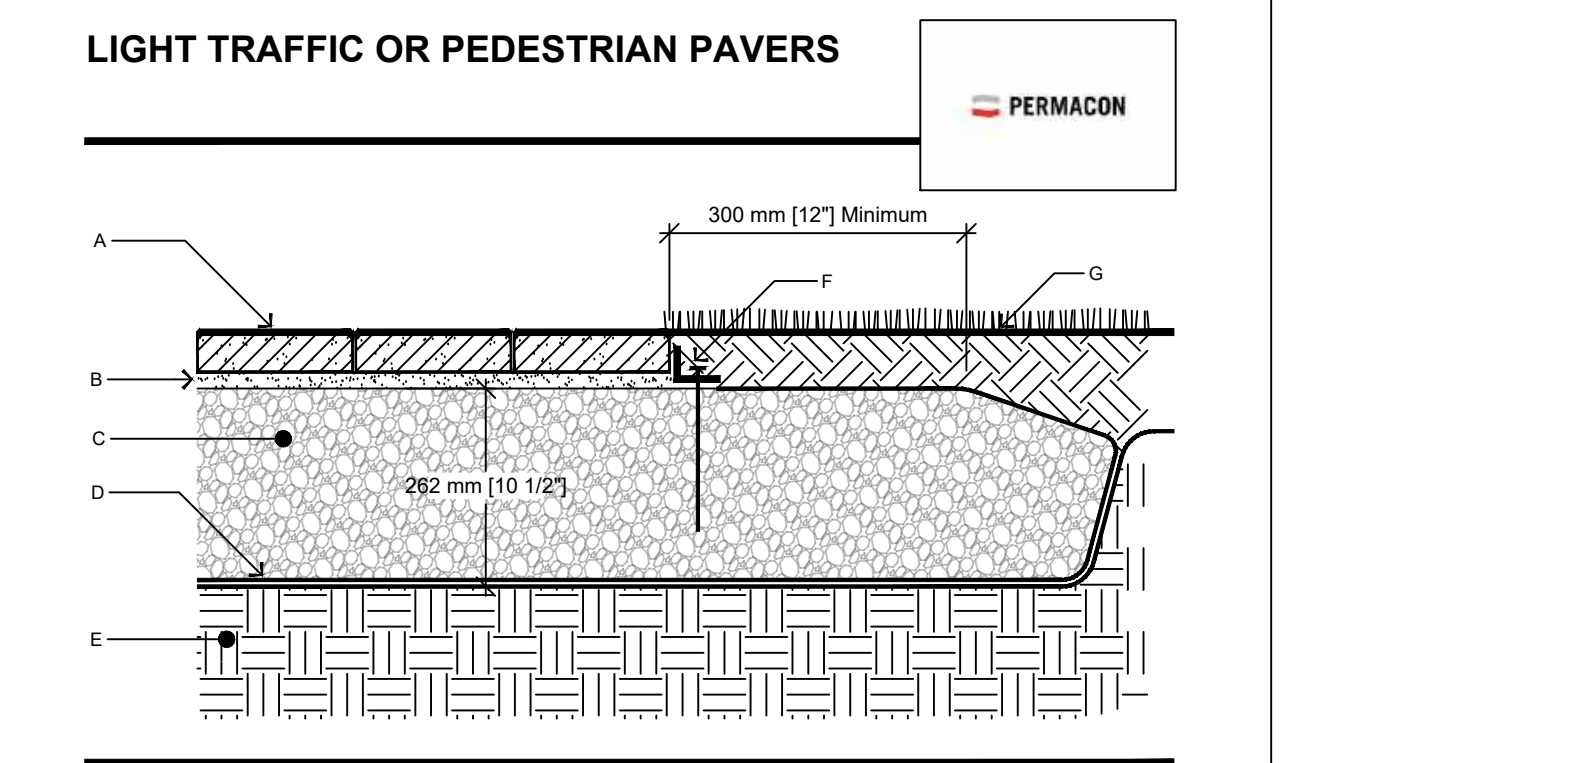 LIGHT TRAFFIC OR PEDESTRIAN PAVERS
PERMACON
300 mm [12"] Minimum
A
F
G
B
C
262 mm [10 1/2"]
D
E